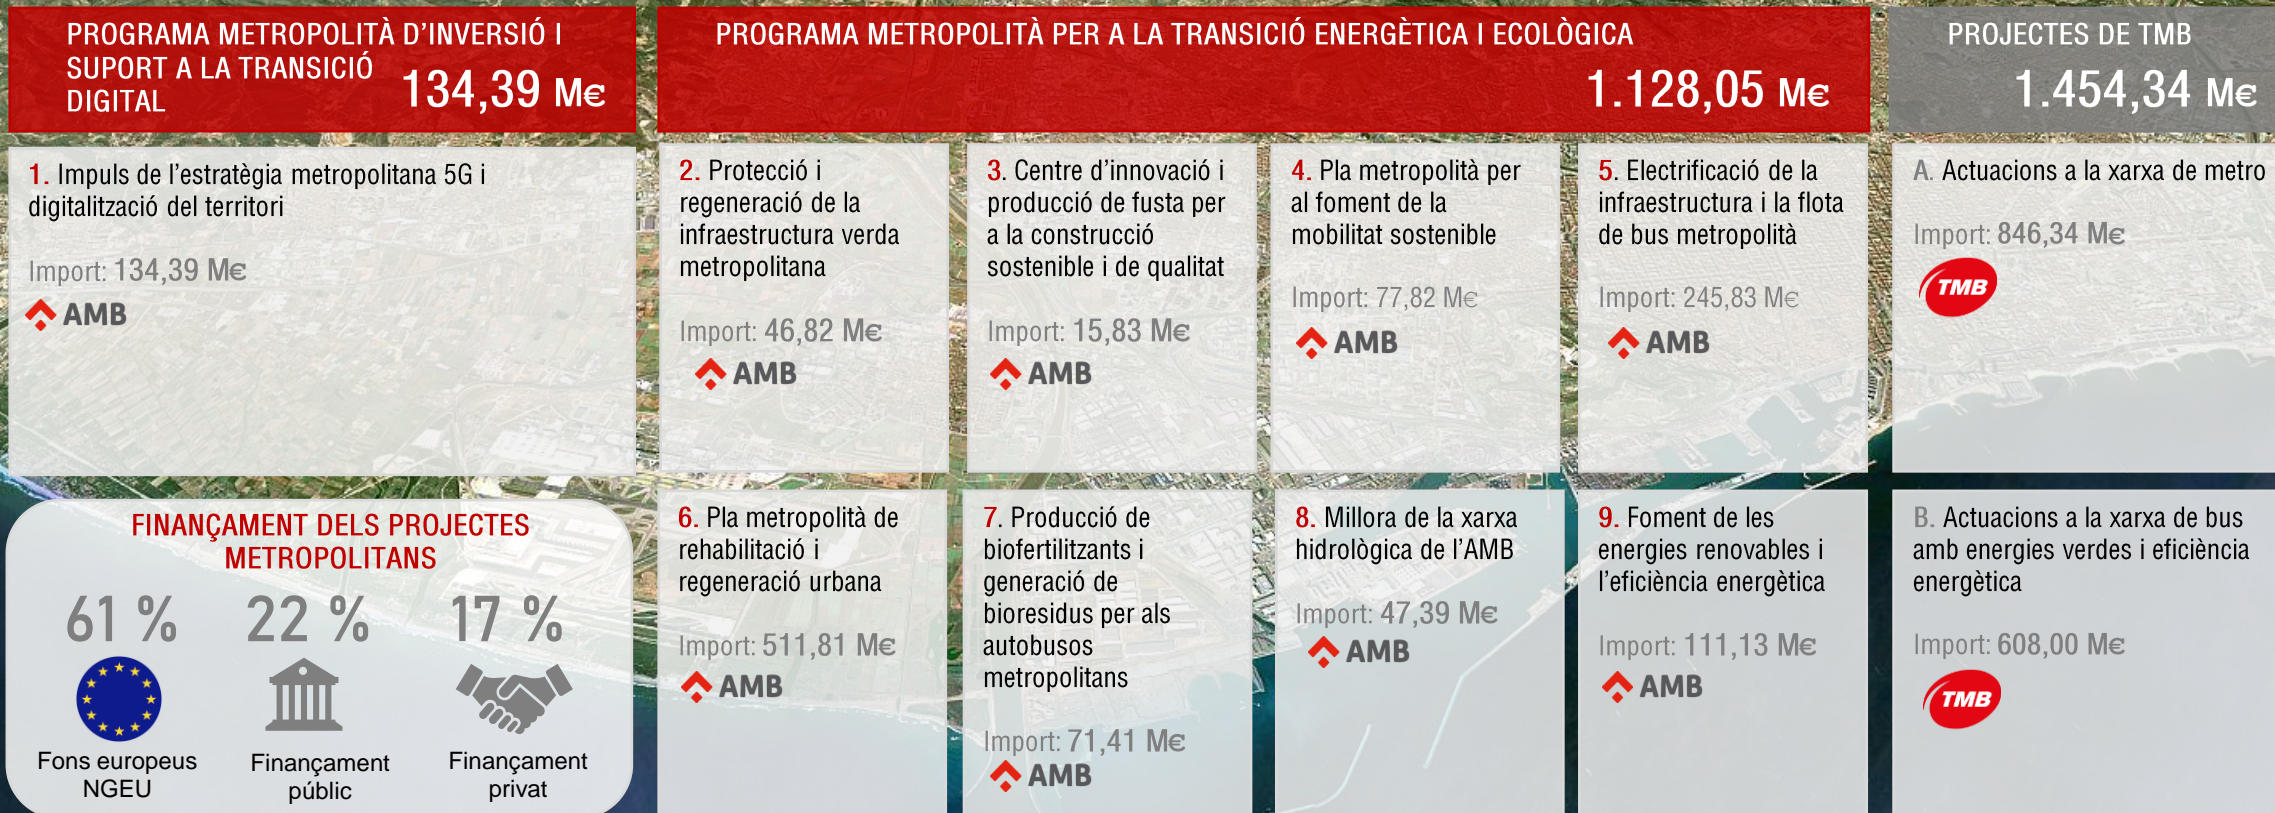 PROGRAMA METROPOLITÀ D'INVERSIÓ I
SUPORT A LA TRANSICIÓ
DIGITAL
134,39 M€
PROGRAMA METROPOLITÀ PER A LA TRANSICIÓ ENERGÈTICA I ECOLÒGICA
1.128,05 M€
PROJECTES DE TMB
1.454,34 M€
1. Impuls de l'estratègia metropolitana 5G i
digitalització del territori
Import: 134,39 M€
AMB
2. Protecció i
regeneració de la
infraestructura verda
metropolitana
Import: 46,82 M€
AMB
3. Centre d'innovació i
producció de fusta per
a la construcció
sostenible i de qualitat
Import: 15,83 M€
AMB
4. Pla metropolità per
al foment de la
mobilitat sostenible
Import: 77,82 M€
AMB
5. Electrificació de la
infraestructura i la flota
de bus metropolità
Import: 245,83 M€
AMB
A. Actuacions a la xarxa de metro
Import: 846,34 M€
TMB
FINANÇAMENT DELS PROJECTES
METROPOLITANS
61 %
22 %
17 %
Fons europeus
NGEU
Finançament
públic
Finançament
privat
6. Pla metropolità de
rehabilitació i
regeneració urbana
Import: 511,81 M€
AMB
7. Producció de
biofertilitzants i
generació de
bioresidus per als
autobusos
metropolitans
Import: 71,41 M€
AMB
8. Millora de la xarxa
hidrològica de l'AMB
Import: 47,39 M€
AMB
9. Foment de les
energies renovables i
l'eficiència energètica
Import: 111,13 M€
AMB
B. Actuacions a la xarxa de bus
amb energies verdes i eficiència
energètica
Import: 608,00 M€
TMB